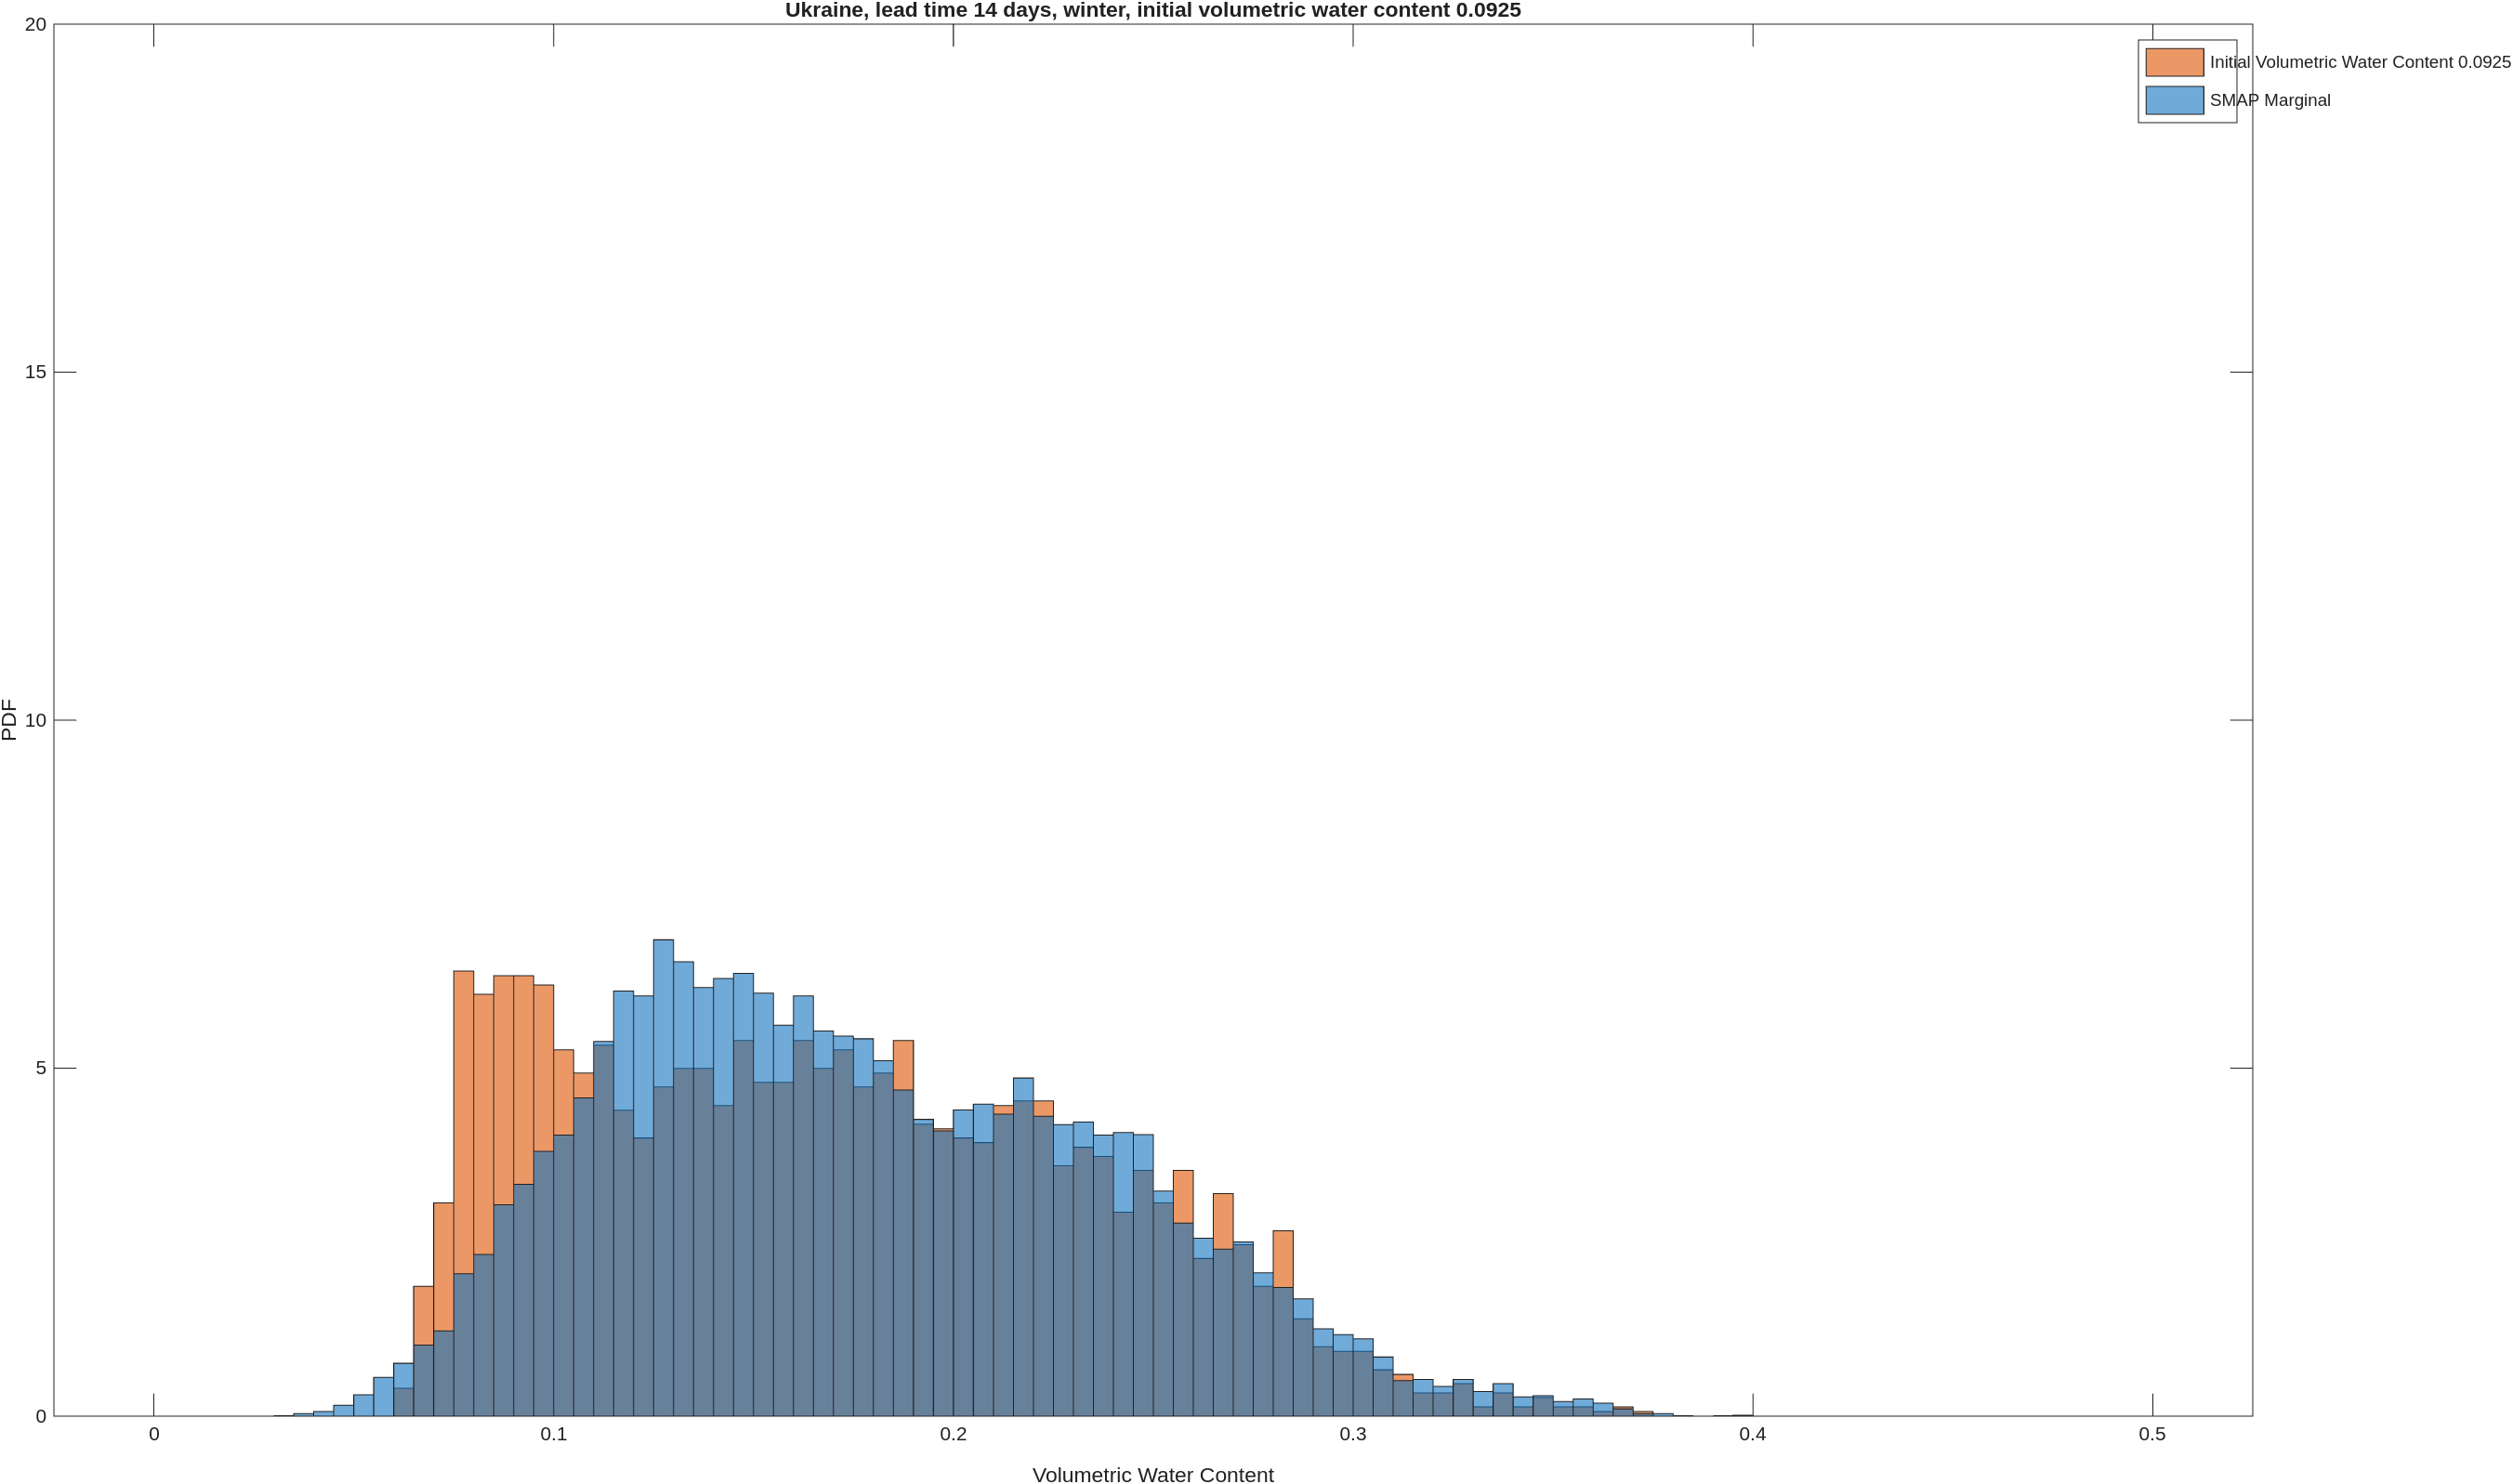 Ukraine, lead time 14 days, winter, initial volumetric water content 0.0925
Initial Volumetric Water Content 0.0925
SMAP Marginal
PDF
20
15
10
5
0
0 0.1 0.2 0.3 0.4 0.5
Volumetric Water Content